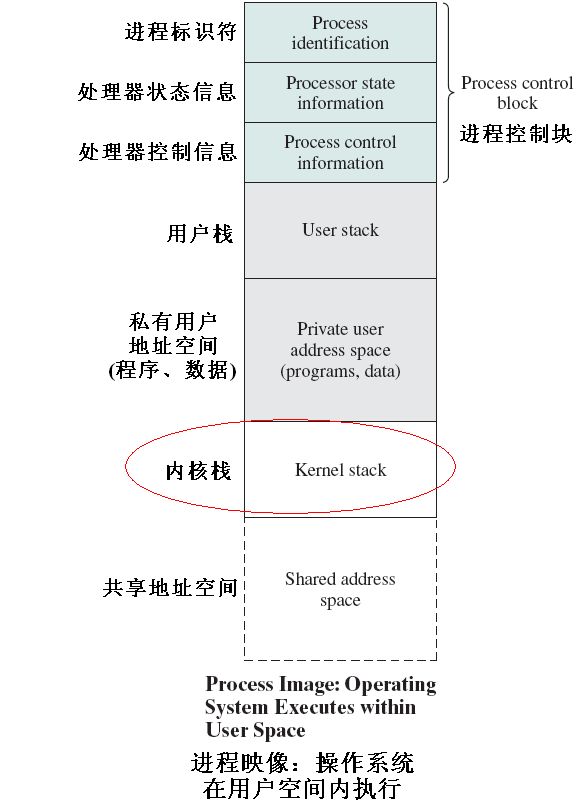 进程标识符
Process
identification
处理器状态信息
Processor state
information
处理器控制信息
Process control
information
Process control
block
进程控制块
用户栈
User stack
私有用户
地址空间
(程序、数据)
Private user
address space
(programs, data)
内核栈
Kernel stack
共享地址空间
Shared address
space
Process Image: Operating
System Executes within
User Space
进程映像：操作系统
在用户空间内执行